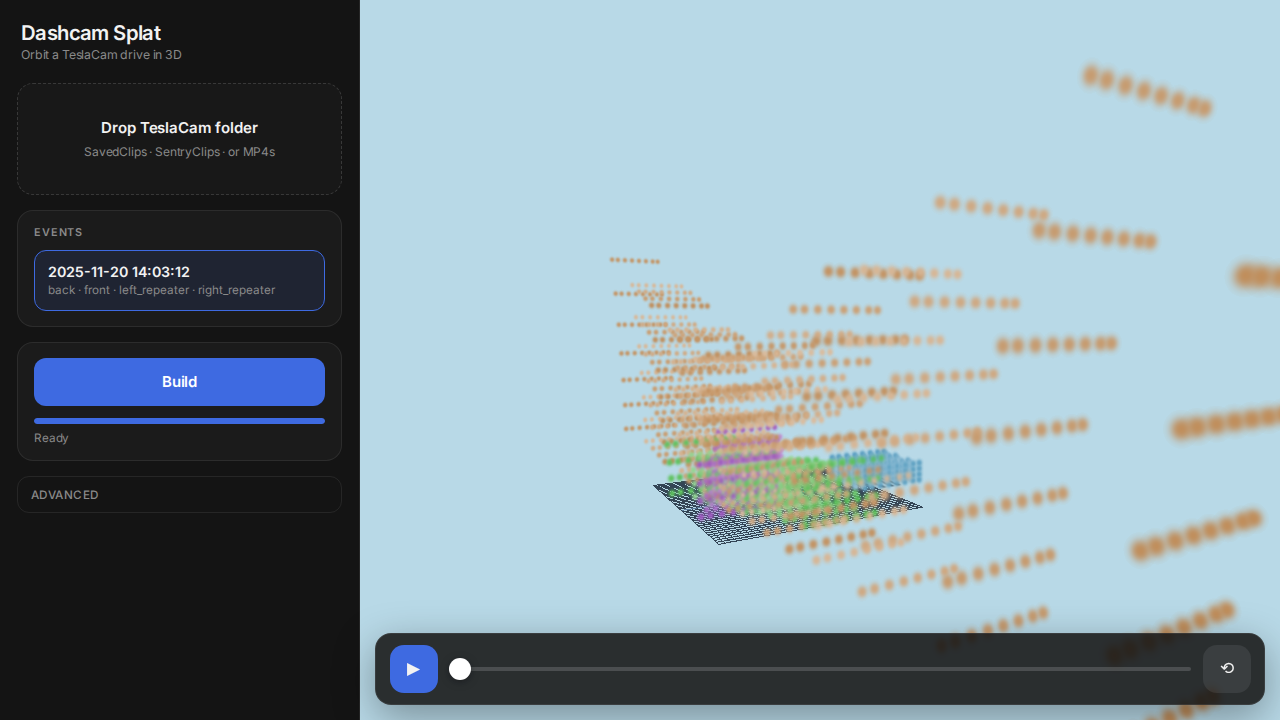 Dashcam Splat
Orbit a TeslaCam drive in 3D
Drop TeslaCam folder
SavedClips · SentryClips · or MP4s
EVENTS
2025-11-20 14:03:12
back · front · left_repeater · right_repeater
Build
Ready
ADVANCED